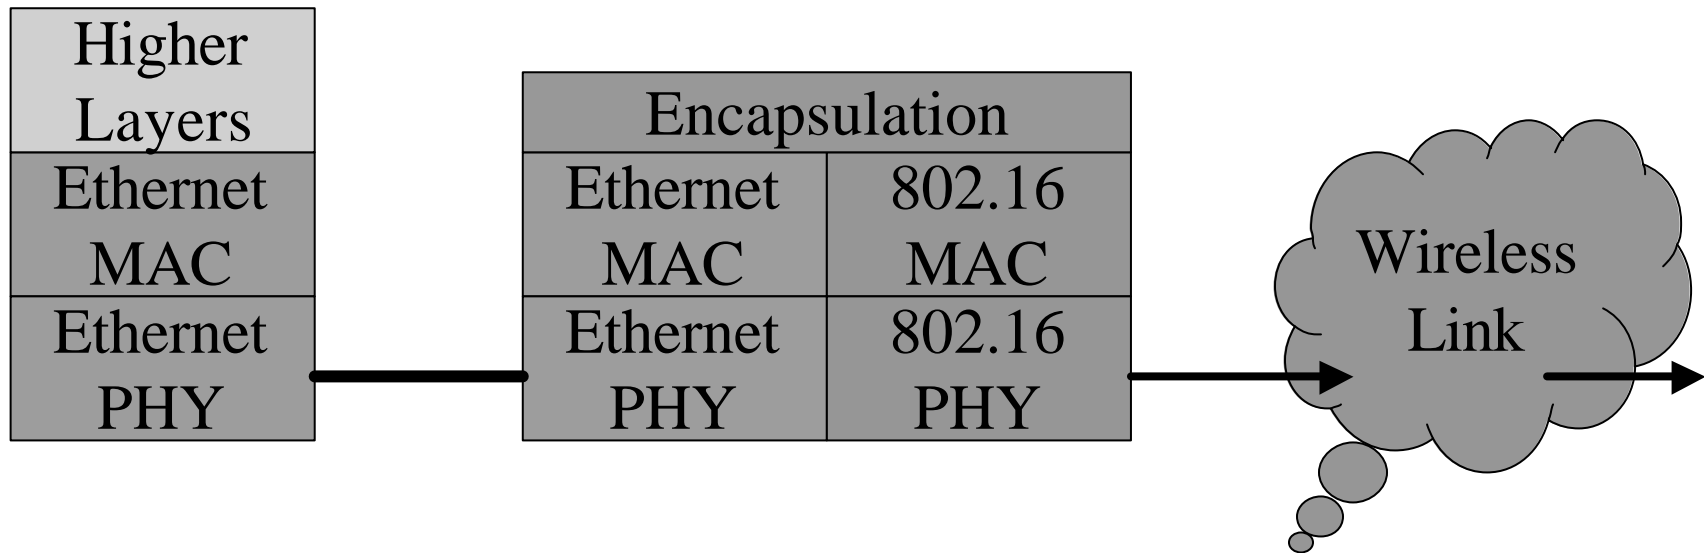 Higher
Layers
Ethernet
MAC
Ethernet
PHY
Encapsulation
Ethernet
MAC
802.16
MAC
Ethernet
PHY
802.16
PHY
Wireless
Link